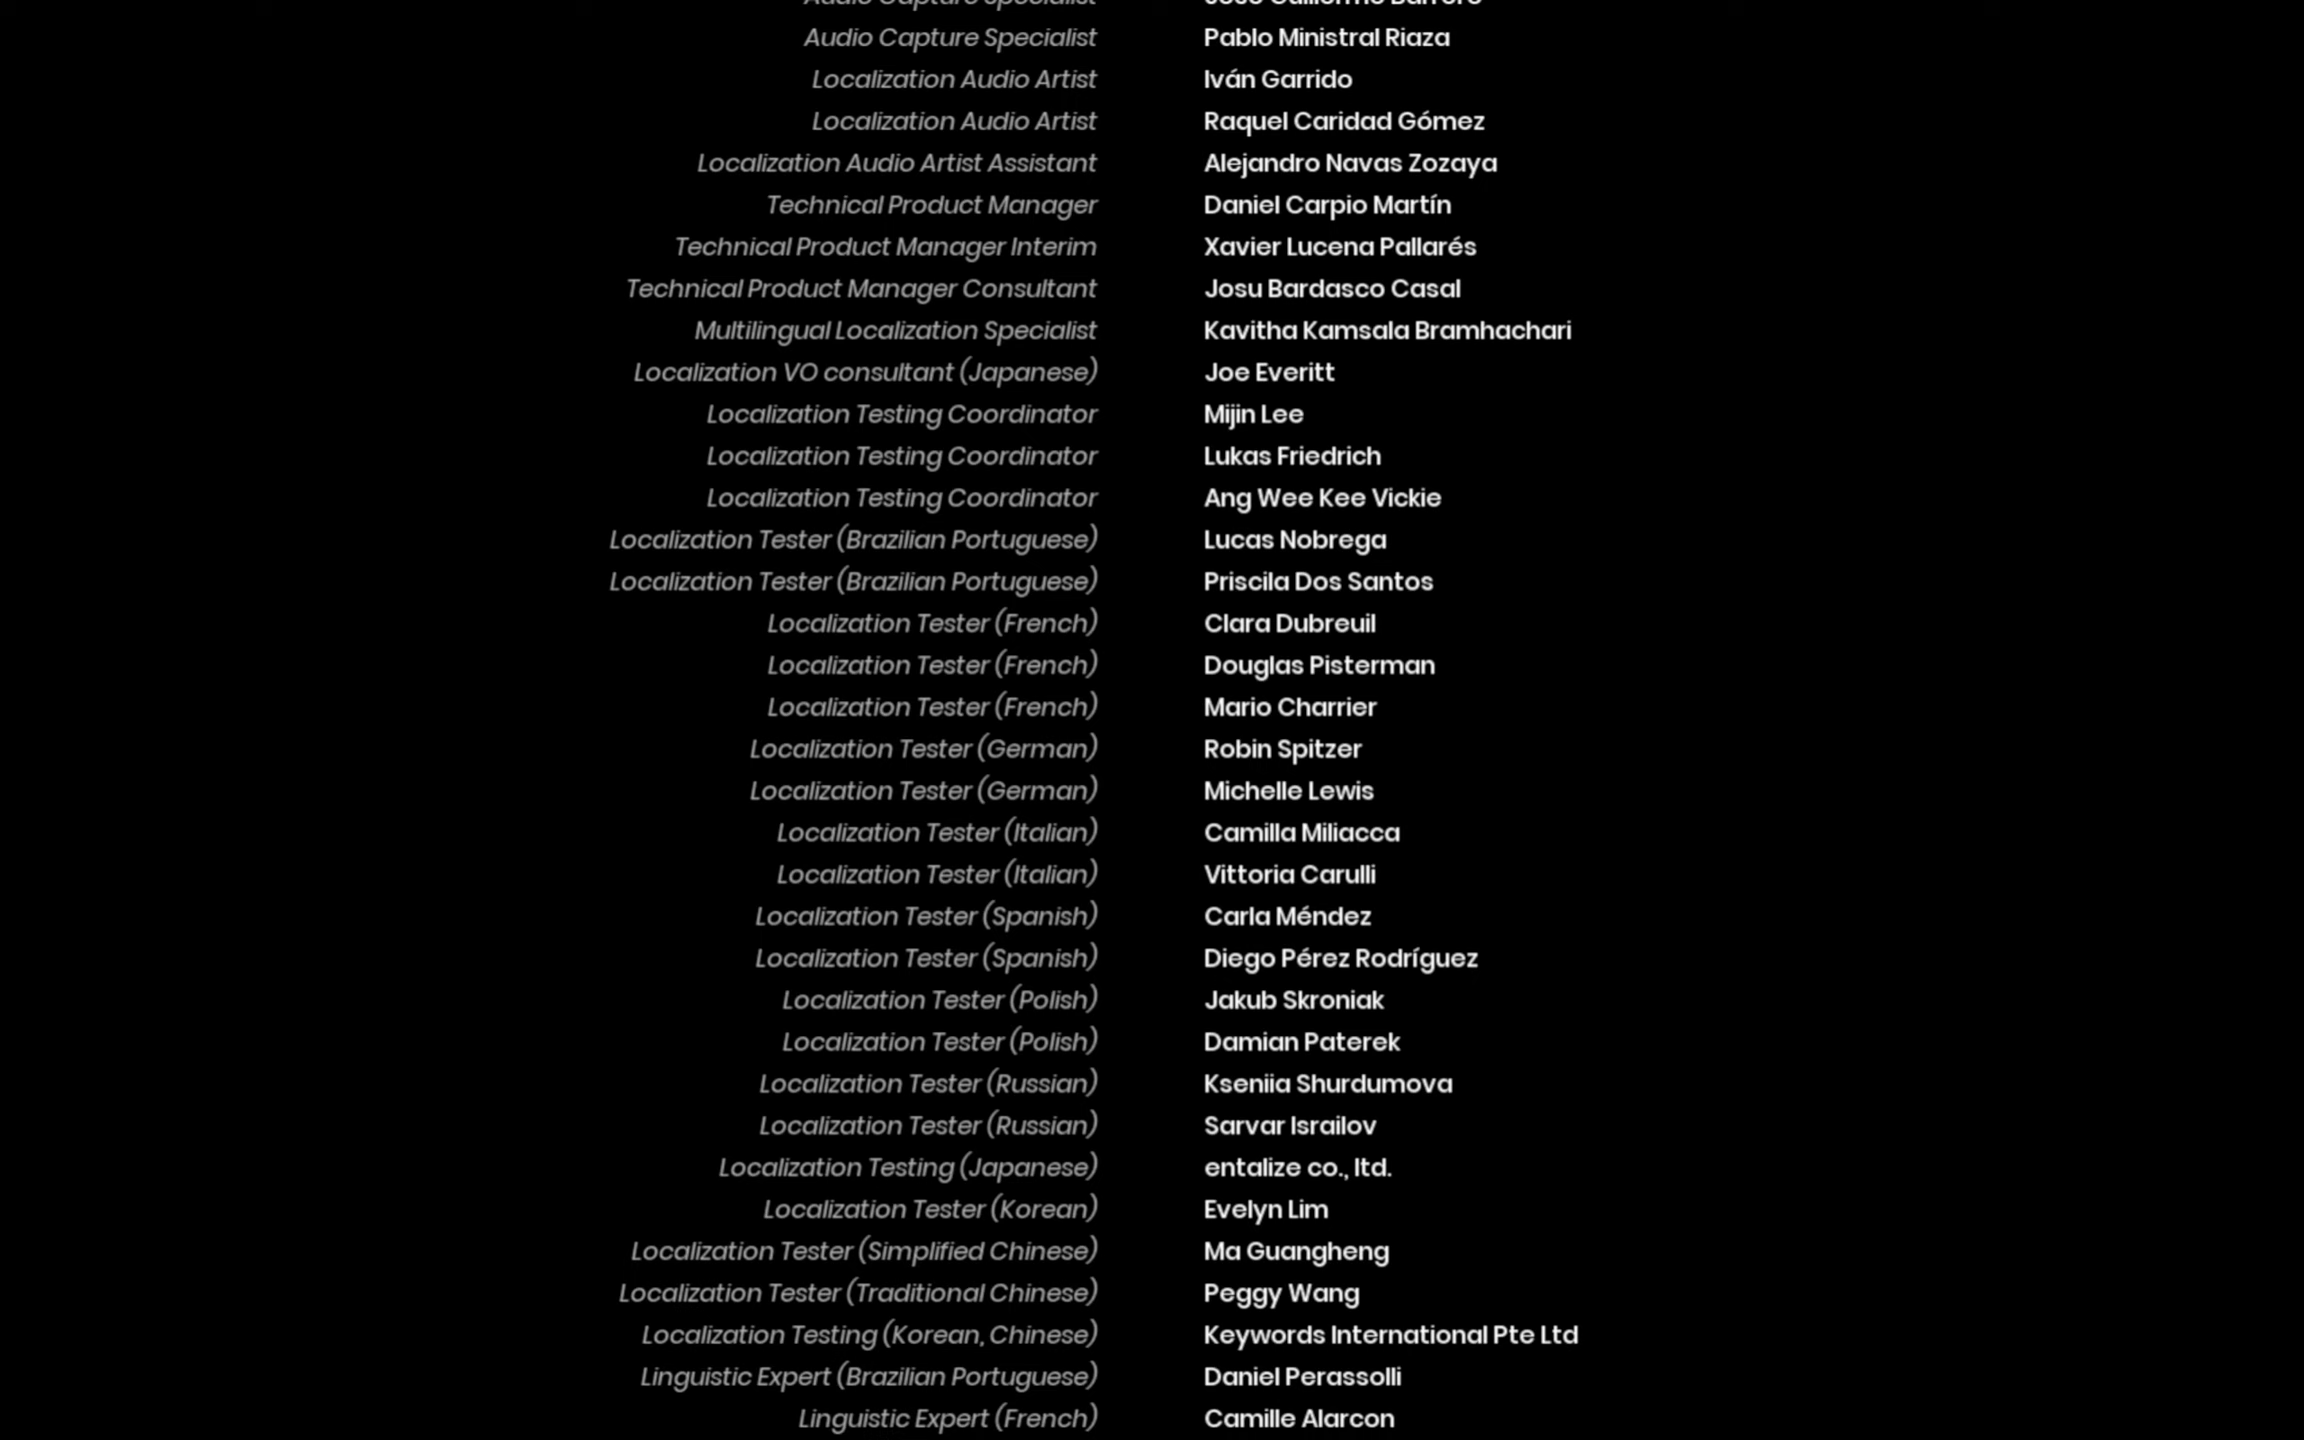 Audio Capture Specialist
Audio Capture Specialist Pablo Ministral Riaza
Localization Audio Artist Iván Garrido
Localization Audio Artist Raquel Caridad Gómez
Localization Audio Artist Assistant Alejandro Navas Zozaya
Technical Product Manager Daniel Carpio Martín
Technical Product Manager Interim Xavier Lucena Pallarés
Technical Product Manager Consultant Josu Bardasco Casal
Multilingual Localization Specialist Kavitha Kamsala Bramhachari
Localization VO consultant (Japanese) Joe Everitt
Localization Testing Coordinator Mijin Lee
Localization Testing Coordinator Lukas Friedrich
Localization Testing Coordinator Ang Wee Kee Vickie
Localization Tester (Brazilian Portuguese) Lucas Nobrega
Localization Tester (Brazilian Portuguese) Priscila Dos Santos
Localization Tester (French) Clara Dubreuil
Localization Tester (French) Douglas Pisterman
Localization Tester (French) Mario Charrier
Localization Tester (German) Robin Spitzer
Localization Tester (German) Michelle Lewis
Localization Tester (Italian) Camilla Miliacca
Localization Tester (Italian) Vittoria Carulli
Localization Tester (Spanish) Carla Méndez
Localization Tester (Spanish) Diego Pérez Rodríguez
Localization Tester (Polish) Jakub Skroniak
Localization Tester (Polish) Damian Paterek
Localization Tester (Russian) Kseniia Shurdumova
Localization Tester (Russian) Sarvar Israilov
Localization Testing (Japanese) entalize co., ltd.
Localization Tester (Korean) Evelyn Lim
Localization Tester (Simplified Chinese) Ma Guangheng
Localization Tester (Traditional Chinese) Peggy Wang
Localization Testing (Korean, Chinese) Keywords International Pte Ltd
Linguistic Expert (Brazilian Portuguese) Daniel Perassolli
Linguistic Expert (French) Camille Alarcon